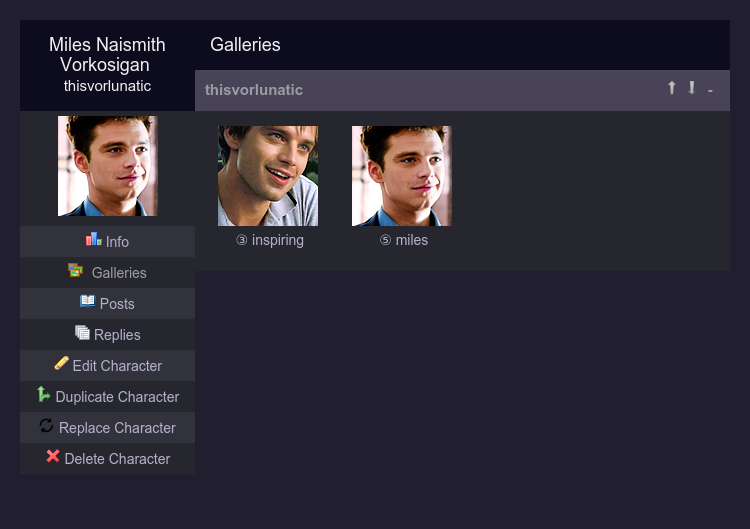 Miles Naismith
Vorkosigan
thisvorlunatic
Galleries
thisvorlunatic
-
③ inspiring
⑤ miles
Info
Galleries
Posts
Replies
Edit Character
Duplicate Character
Replace Character
Delete Character